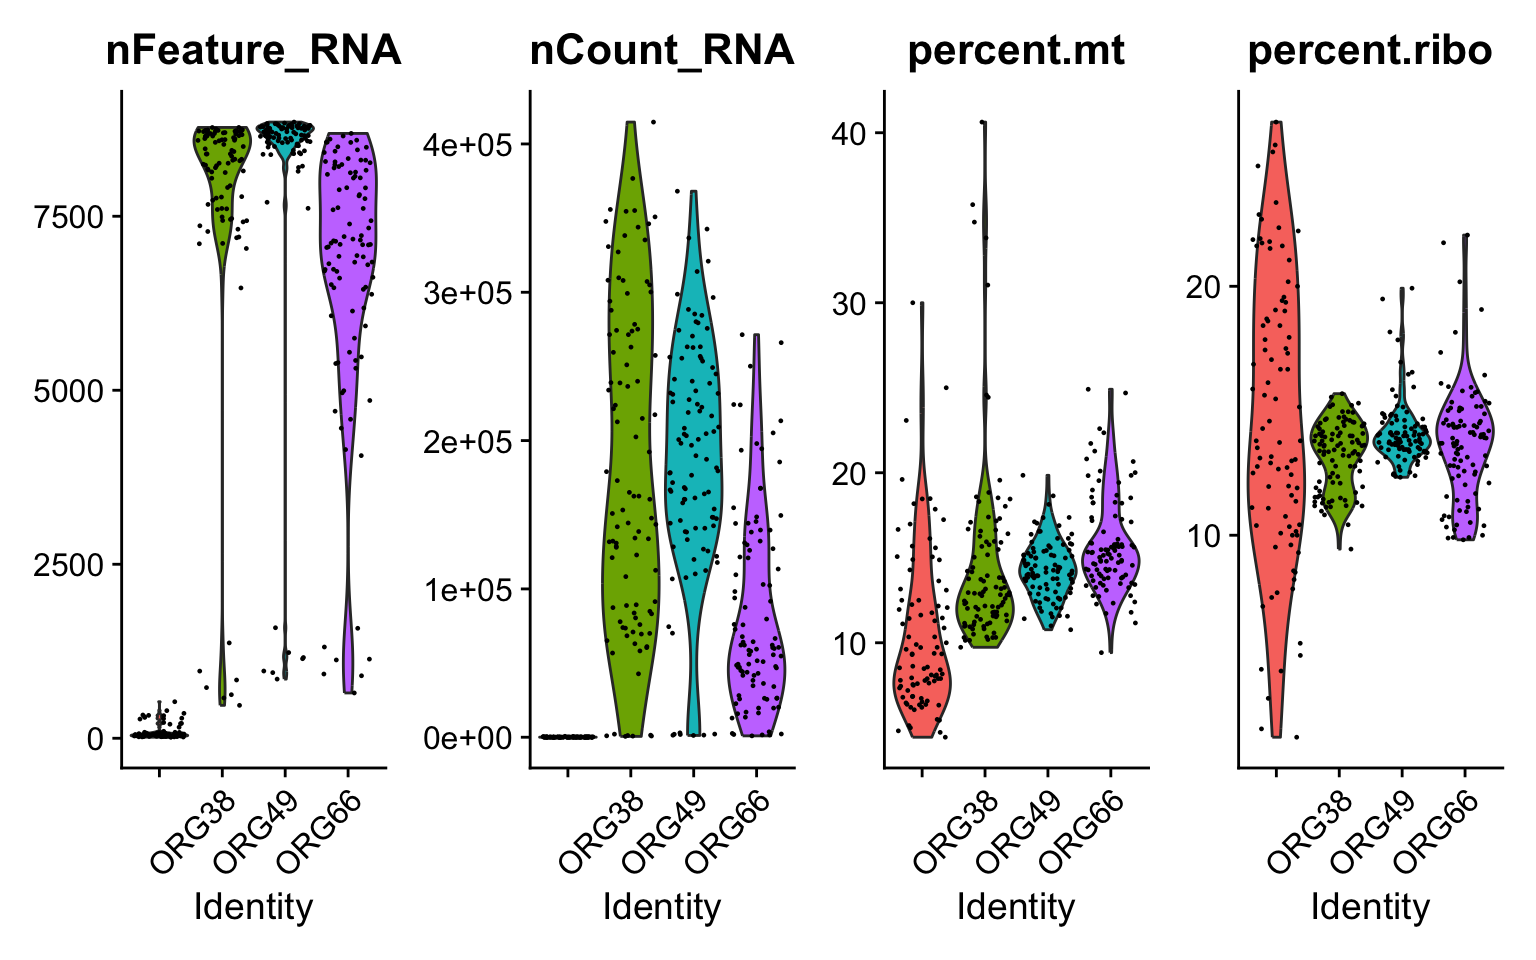 nFeature_RNA
7500
5000
2500
0
ORG38
ORG49
ORG66
Identity
nCount_RNA
4e+05
3e+05
2e+05
1e+05
0e+00
ORG38
ORG49
ORG66
Identity
percent.mt
40
30
20
10
ORG38
ORG49
ORG66
Identity
percent.ribo
20
10
ORG38
ORG49
ORG66
Identity